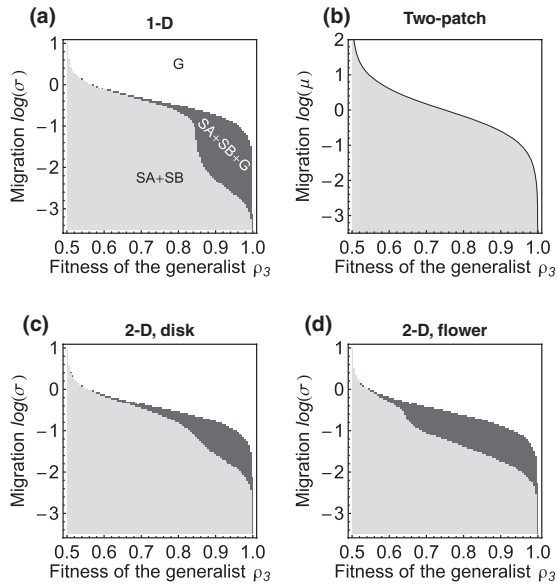 (a)
1-D
Migration log(σ)
1
0
−1
−2
−3
G
SA+SB+G
SA+SB
0.5 0.6 0.7 0.8 0.9 1.0
Fitness of the generalist ρ3
(b)
Two-patch
Migration log(μ)
2
1
0
−1
−2
−3
0.5 0.6 0.7 0.8 0.9 1.0
Fitness of the generalist ρ3
(c)
2-D, disk
Migration log(σ)
1
0
−1
−2
−3
0.5 0.6 0.7 0.8 0.9 1.0
Fitness of the generalist ρ3
(d)
2-D, flower
Migration log(σ)
1
0
−1
−2
−3
0.5 0.6 0.7 0.8 0.9 1.0
Fitness of the generalist ρ3